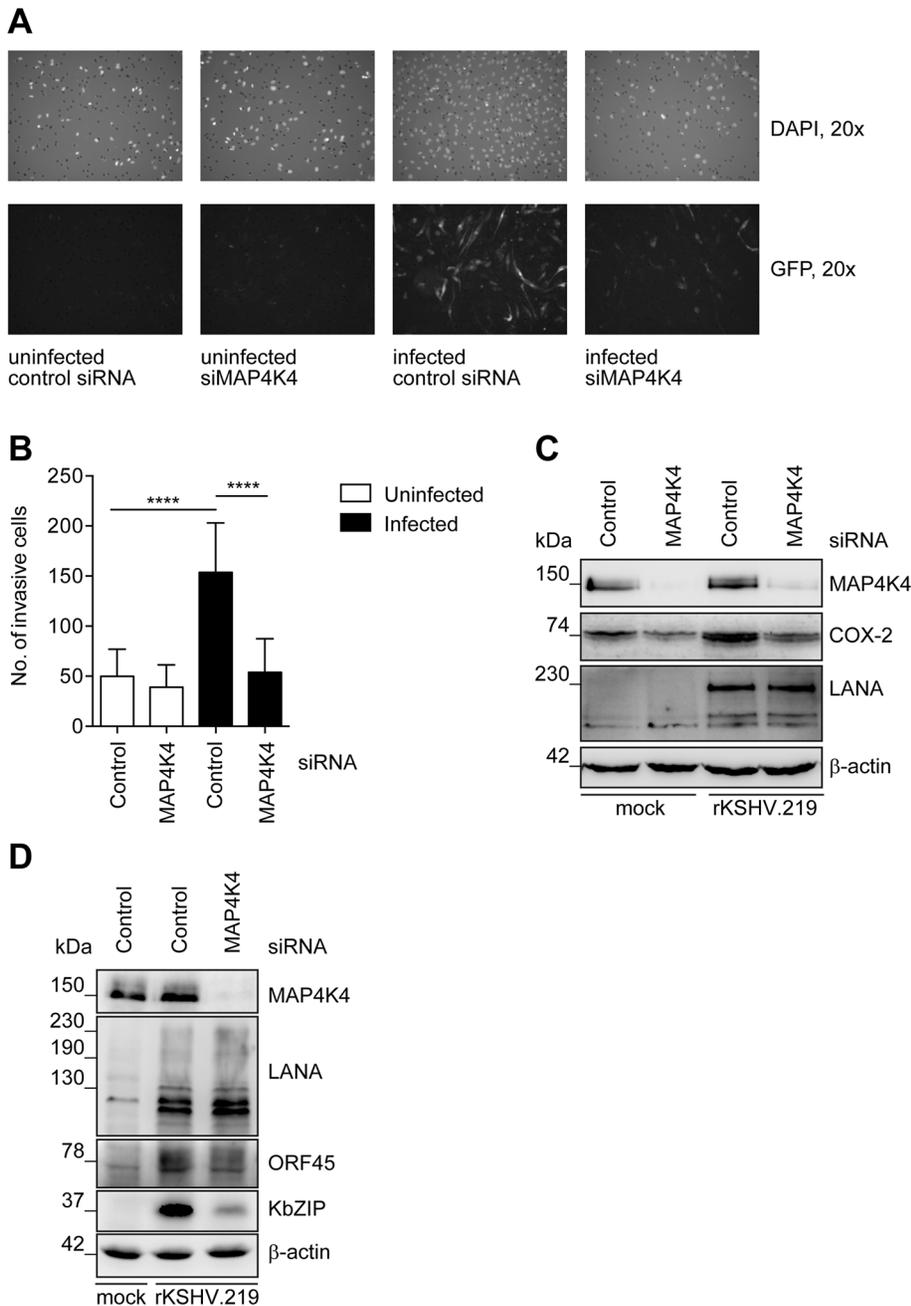 A
DAPI, 20x
GFP, 20x
uninfected
control siRNA
uninfected
siMAP4K4
infected
control siRNA
infected
siMAP4K4
B
250
200
150
100
50
0
No. of invasive cells
****
****
Uninfected
Infected
Control
MAP4K4
Control
MAP4K4
siRNA
C
Control
MAP4K4
Control
MAP4K4
siRNA
kDa
150
MAP4K4
74
COX-2
230
LANA
42
β-actin
mock
rKSHV.219
D
Control
Control
MAP4K4
siRNA
kDa
150
MAP4K4
230
190
130
LANA
78
ORF45
37
KbZIP
42
β-actin
mock
rKSHV.219